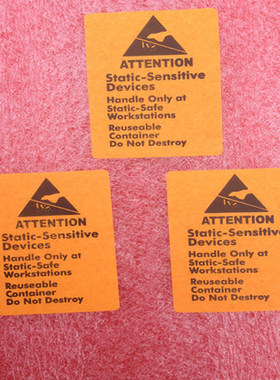 ATTENTION
Static-Sensitive
Devices
Handle Only at
Static-Safe
Workstations
Reuseable
Container
Do Not Destroy
ATTENTION
Static-Sensitive
Devices
Handle Only at
Static-Safe
Workstations
Reuseable
Container
Do Not Destroy
ATTENTION
Static-Sensitive
Devices
Handle Only at
Static-Safe
Workstations
Reuseable
Container
Do Not Destroy